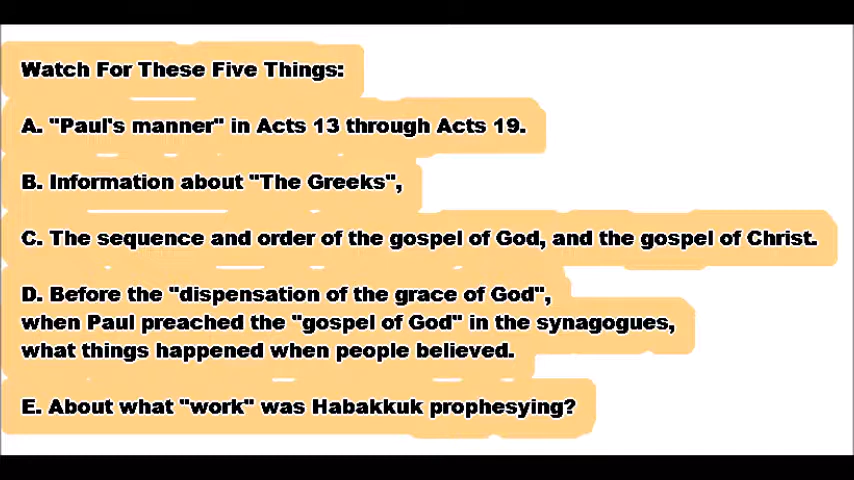 Watch For These Five Things:
A. "Paul's manner" in Acts 13 through Acts 19.
B. Information about "The Greeks",
C. The sequence and order of the gospel of God, and the gospel of Christ.
D. Before the "dispensation of the grace of God",
when Paul preached the "gospel of God" in the synagogues,
what things happened when people believed.
E. About what "work" was Habakkuk prophesying?